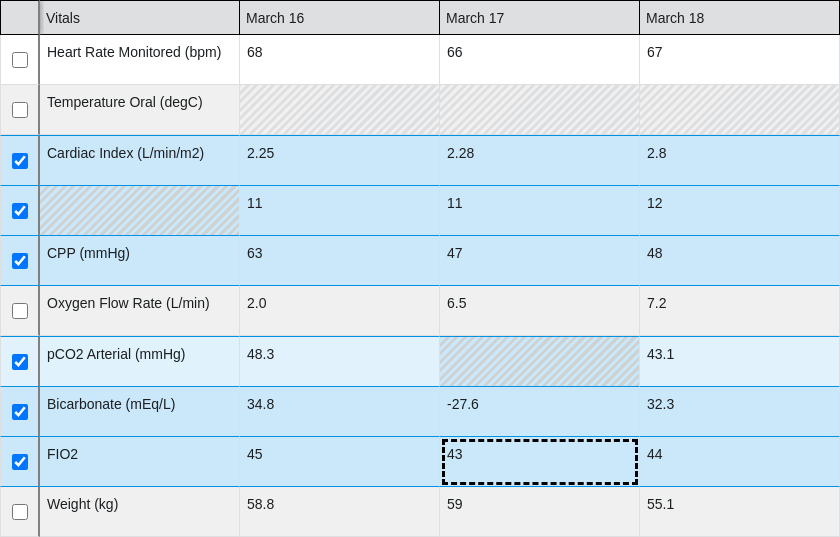 Vitals March 16 March 17 March 18
Heart Rate Monitored (bpm) 68 66 67
Temperature Oral (degC)
Cardiac Index (L/min/m2) 2.25 2.28 2.8
11 11 12
CPP (mmHg) 63 47 48
Oxygen Flow Rate (L/min) 2.0 6.5 7.2
pCO2 Arterial (mmHg) 48.3 43.1
Bicarbonate (mEq/L) 34.8 -27.6 32.3
FIO2 45 43 44
Weight (kg) 58.8 59 55.1